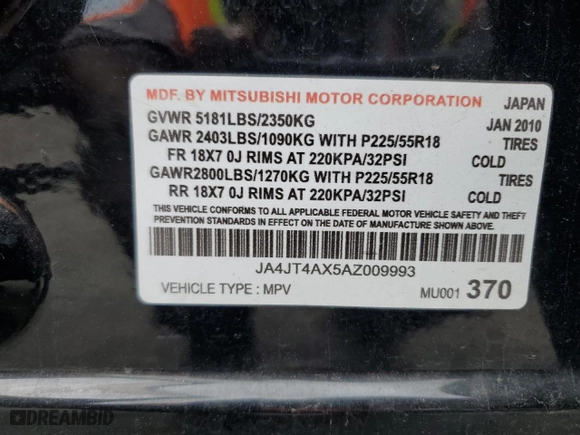 MDF. BY MITSUBISHI MOTOR CORPORATION JAPAN
GVWR 5181LBS/2350KG JAN 2010
GAWR 2403LBS/1090KG WITH P225/55R18 TIRES
FR 18X7 0J RIMS AT 220KPA/32PSI COLD
GAWR2800LBS/1270KG WITH P225/55R18 TIRES
RR 18X7 0J RIMS AT 220KPA/32PSI COLD
THIS VEHICLE CONFORMS TO ALL APPLICABLE FEDERAL MOTOR VEHICLE SAFETY AND THEFT
PREVENTION STANDARDS IN EFFECT ON THE DATE OF MANUFACTURE SHOWN ABOVE.
JA4JT4AX5AZ009993
VEHICLE TYPE : MPV MU001 370
DREAMBID